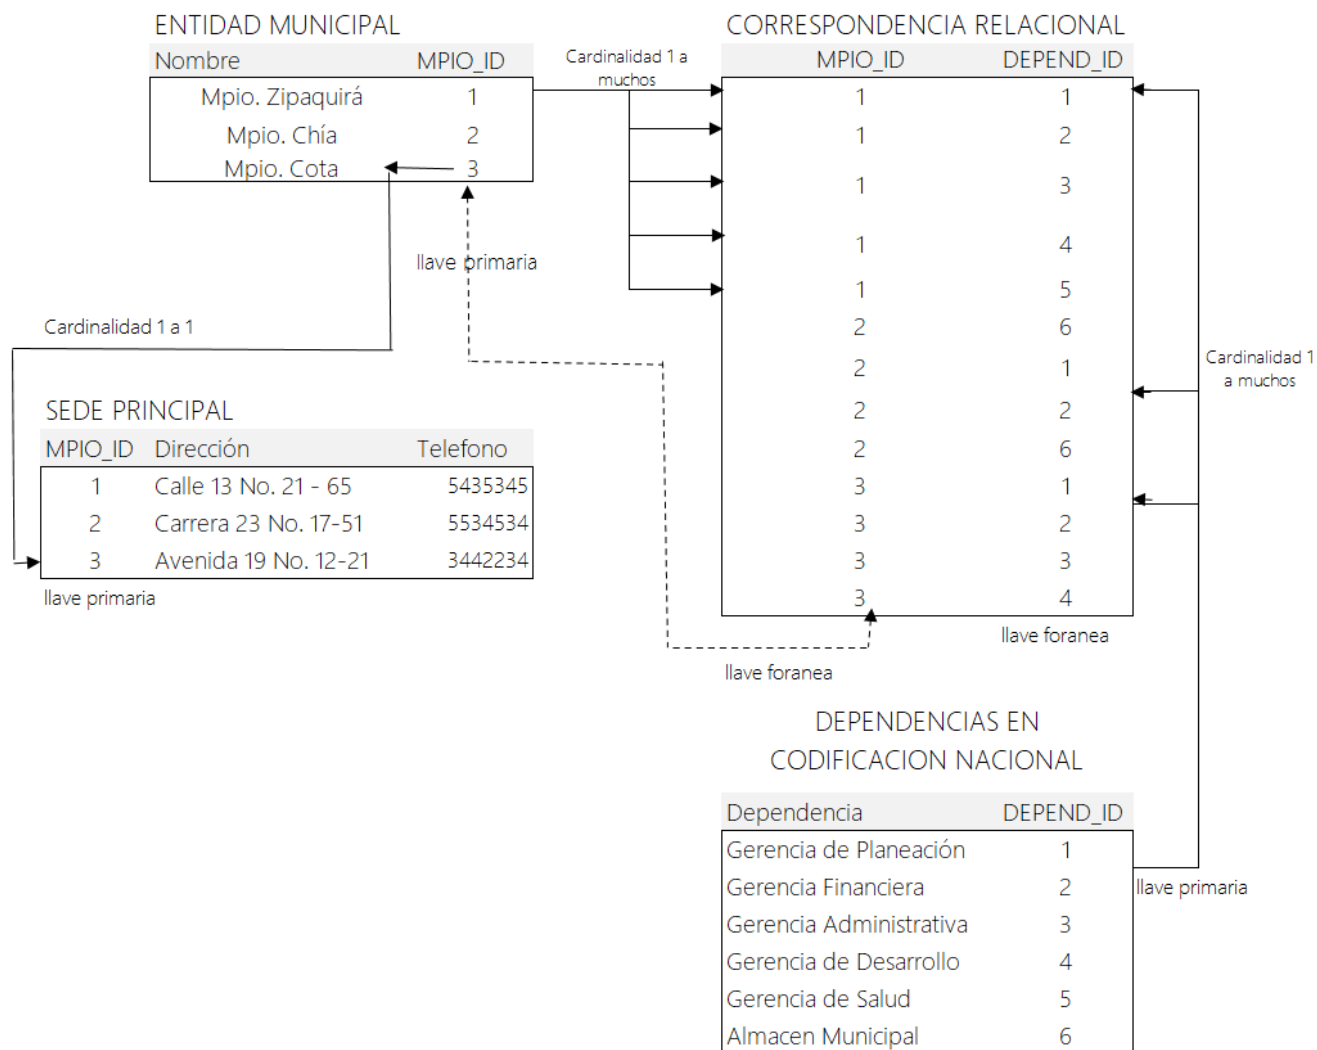 ENTIDAD MUNICIPAL
Nombre MPIO_ID
Mpio. Zipaquirá 1
Mpio. Chía 2
Mpio. Cota 3
llave primaria
Cardinalidad 1 a
muchos
Cardinalidad 1 a 1
SEDE PRINCIPAL
MPIO_ID Dirección Telefono
1 Calle 13 No. 21 - 65 5435345
2 Carrera 23 No. 17-51 5534534
3 Avenida 19 No. 12-21 3442234
llave primaria
CORRESPONDENCIA RELACIONAL
MPIO_ID DEPEND_ID
1 1
1 2
1 3
1 4
1 5
2 6
2 1
2 2
2 6
3 1
3 2
3 3
3 4
llave foranea
llave foranea
Cardinalidad 1
a muchos
DEPENDENCIAS EN
CODIFICACION NACIONAL
Dependencia DEPEND_ID
Gerencia de Planeación 1
Gerencia Financiera 2
Gerencia Administrativa 3
Gerencia de Desarrollo 4
Gerencia de Salud 5
Almacen Municipal 6
llave primaria